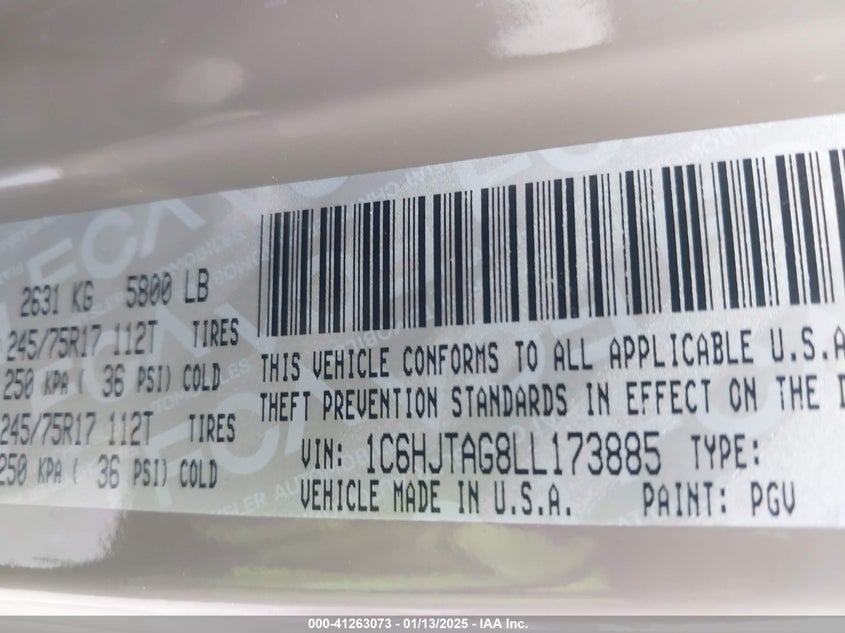 2631 KG 5800 LB
245/75R17 112T TIRES
250 KPA ( 36 PSI) COLD
245/75R17 112T TIRES
250 KPA ( 36 PSI) COLD
THIS VEHICLE CONFORMS TO ALL APPLICABLE U.S.A
THEFT PREVENTION STANDARDS IN EFFECT ON THE D
VIN: 1C6HJTAG8LL173885 TYPE:
VEHICLE MADE IN U.S.A. PAINT: PGV
000-41263073 — 01/13/2025 — IAA Inc.